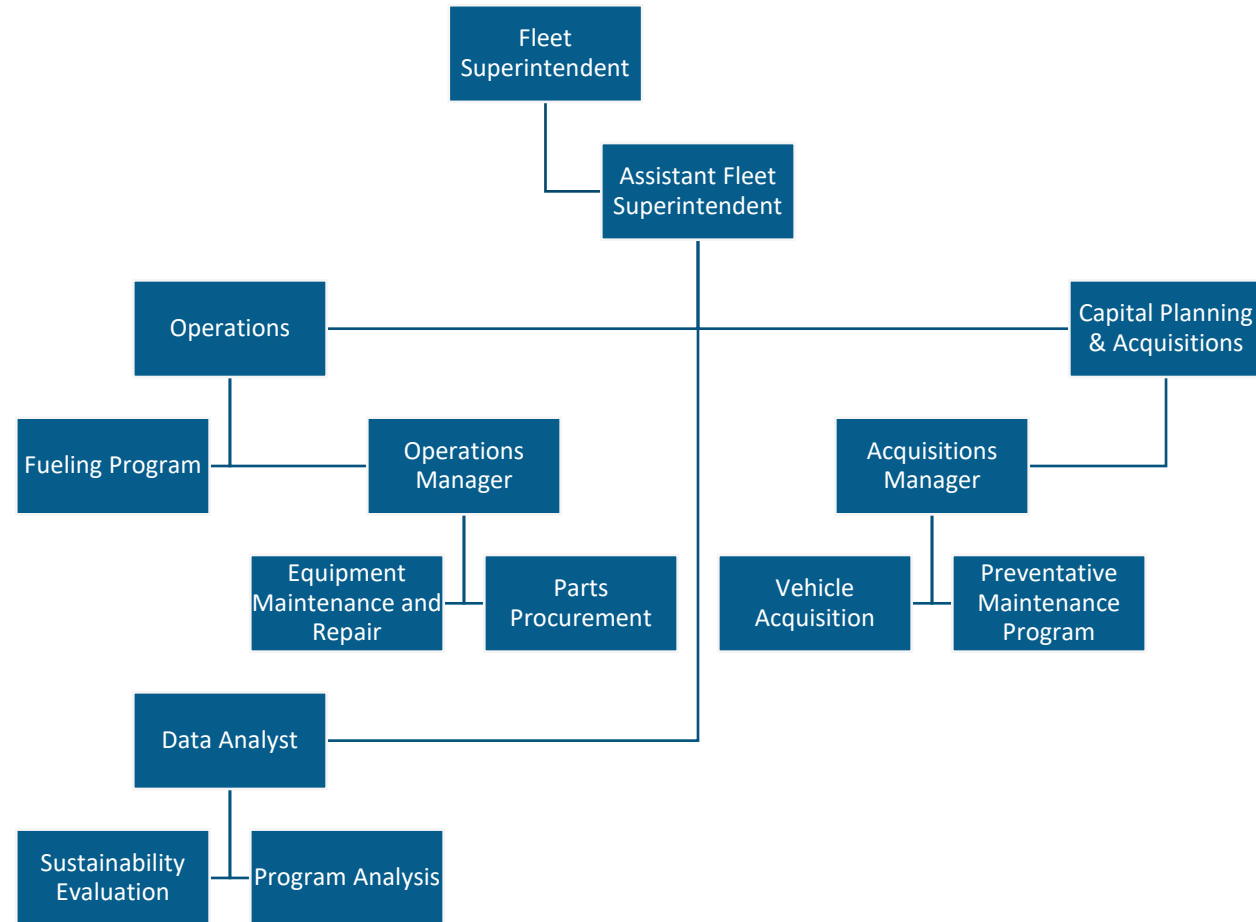 Fleet
Superintendent
Assistant Fleet
Superintendent
Operations
Capital Planning
& Acquisitions
Fueling Program
Operations
Manager
Acquisitions
Manager
Equipment
Maintenance and
Repair
Parts
Procurement
Vehicle
Acquisition
Preventative
Maintenance
Program
Data Analyst
Sustainability
Evaluation
Program Analysis